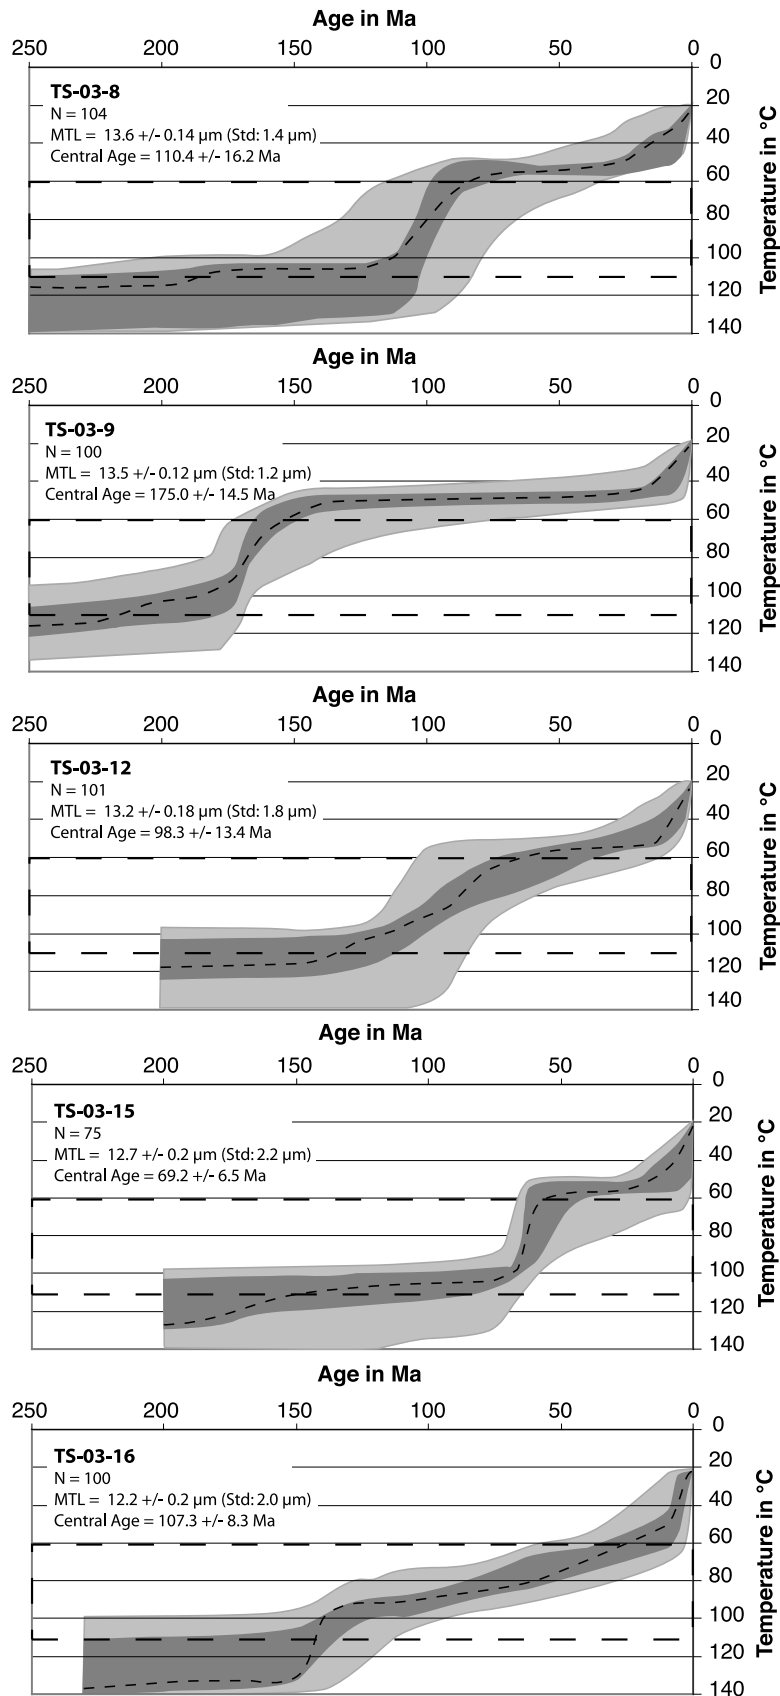 Age in Ma
250 200 150 100 50 0
0
TS-03-8
N = 104
MTL = 13.6 +/- 0.14 µm (Std: 1.4 µm)
Central Age = 110.4 +/- 16.2 Ma
20
40
60
80
100
120
140
Temperature in °C
Age in Ma
250 200 150 100 50 0
0
TS-03-9
N = 100
MTL = 13.5 +/- 0.12 µm (Std: 1.2 µm)
Central Age = 175.0 +/- 14.5 Ma
20
40
60
80
100
120
140
Temperature in °C
Age in Ma
250 200 150 100 50 0
0
TS-03-12
N = 101
MTL = 13.2 +/- 0.18 µm (Std: 1.8 µm)
Central Age = 98.3 +/- 13.4 Ma
20
40
60
80
100
120
140
Temperature in °C
Age in Ma
250 200 150 100 50 0
0
TS-03-15
N = 75
MTL = 12.7 +/- 0.2 µm (Std: 2.2 µm)
Central Age = 69.2 +/- 6.5 Ma
20
40
60
80
100
120
140
Temperature in °C
Age in Ma
250 200 150 100 50 0
0
TS-03-16
N = 100
MTL = 12.2 +/- 0.2 µm (Std: 2.0 µm)
Central Age = 107.3 +/- 8.3 Ma
20
40
60
80
100
120
140
Temperature in °C